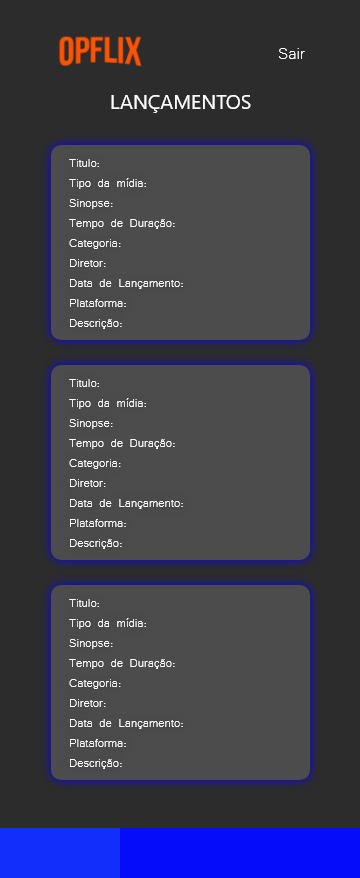 OPFLIX
Sair
LANÇAMENTOS
Titulo:
Tipo da mídia:
Sinopse:
Tempo de Duração:
Categoria:
Diretor:
Data de Lançamento:
Plataforma:
Descrição:
Titulo:
Tipo da mídia:
Sinopse:
Tempo de Duração:
Categoria:
Diretor:
Data de Lançamento:
Plataforma:
Descrição:
Titulo:
Tipo da mídia:
Sinopse:
Tempo de Duração:
Categoria:
Diretor:
Data de Lançamento:
Plataforma:
Descrição: